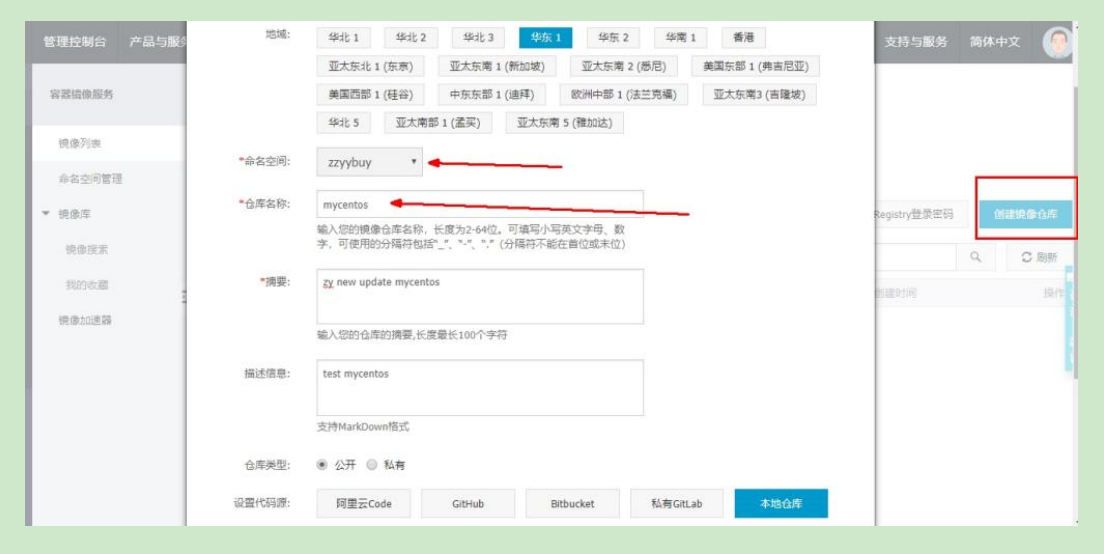 管理控制台 产品与服务 支持与服务 简体中文
地域: 华北 1 华北 2 华北 3 华东 1 华东 2 华南 1 香港
亚太东北 1 (东京) 亚太东南 1 (新加坡) 亚太东南 2 (悉尼) 美国东部 1 (弗吉尼亚)
容器镜像服务 美国西部 1 (硅谷) 中东东部 1 (迪拜) 欧洲中部 1 (法兰克福) 亚太东南3 (吉隆坡)
华北 5 亚太南部 1 (孟买) 亚太东南 5 (雅加达)
镜像列表
*命名空间: zzyybuy
命名空间管理
*仓库名称: mycentos
镜像库 Registry登录密码 创建镜像仓库
输入您的镜像仓库名称，长度为2-64位。可填写小写英文字母、数
字，可使用的分隔符包括"_"、"-"、"."（分隔符不能在首位或末位）
镜像搜索 刷新
*摘要: zy new update mycentos
我的收藏 创建时间 操作
镜像加速器
输入您的仓库的摘要,长度最长100个字符
描述信息: test mycentos
支持MarkDown格式
仓库类型: 公开 私有
设置代码源: 阿里云Code GitHub Bitbucket 私有GitLab 本地仓库